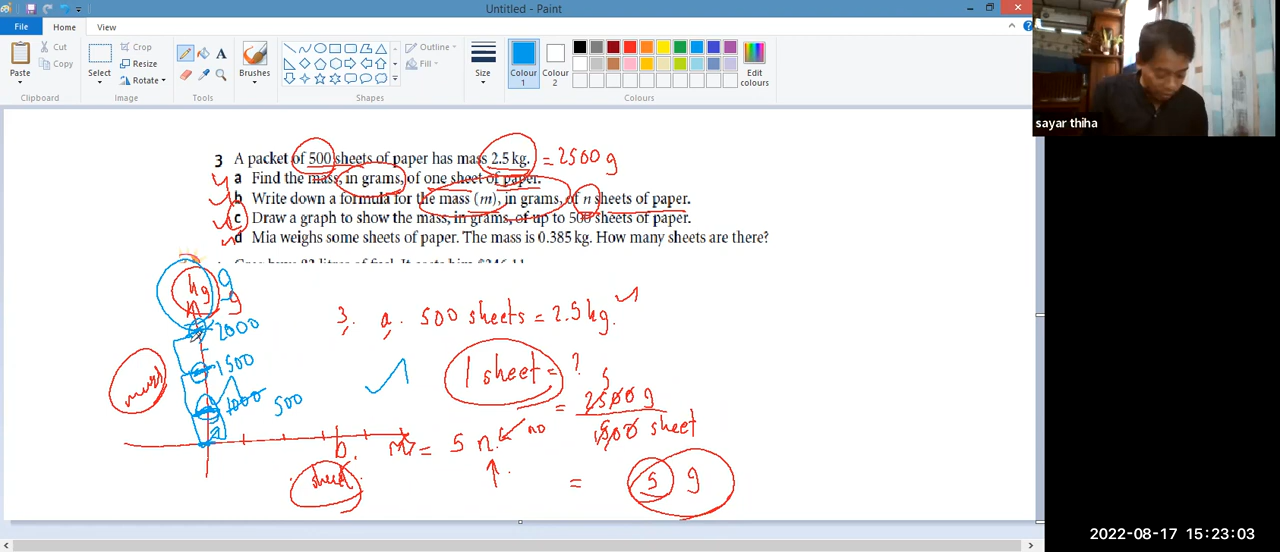 Untitled - Paint
File Home View
Paste
Cut
Copy
Clipboard
Select
Crop
Resize
Rotate
Image
Tools
Brushes
Shapes
Outline
Fill
Size
Colour 1
Colour 2
Edit colours
Colours
sayar thiha
3 A packet of 500 sheets of paper has mass 2.5 kg. = 2500 g
a Find the mass, in grams, of one sheet of paper.
b Write down a formula for the mass (m), in grams, of n sheets of paper.
c Draw a graph to show the mass, in grams, of up to 500 sheets of paper.
d Mia weighs some sheets of paper. The mass is 0.385 kg. How many sheets are there?
kg g
g
2000
1500
1000 500
mass
sheet
3. a. 500 sheets = 2.5 kg.
1 sheet = ?
5
= 2500 g
500 sheet
= 5 g
b. m = 5 n. no
2022-08-17 15:23:03